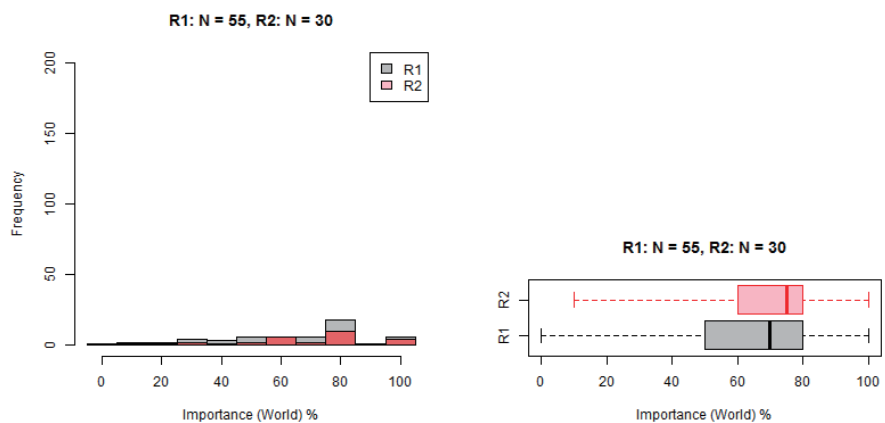 R1: N = 55, R2: N = 30
200
150
100
50
0
Frequency
R1
R2
0 20 40 60 80 100
Importance (World) %
R1: N = 55, R2: N = 30
R2
R1
0 20 40 60 80 100
Importance (World) %